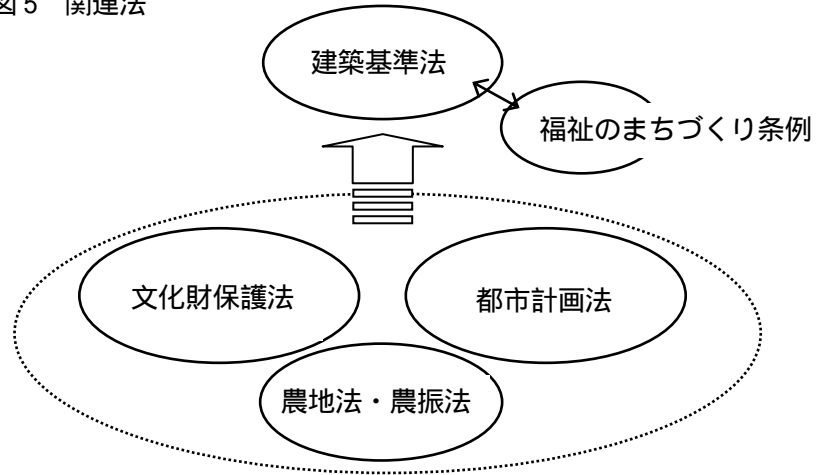 図5 関連法
建築基準法
福祉のまちづくり条例
文化財保護法
都市計画法
農地法・農振法